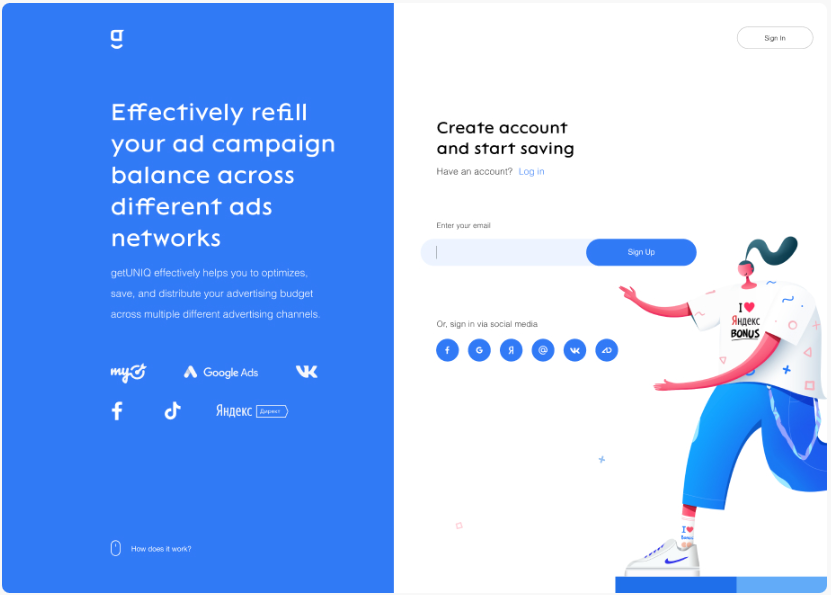 g
Sign In
Effectively refill
your ad campaign
balance across
different ads
networks
getUNIQ effectively helps you to optimizes,
save, and distribute your advertising budget
across multiple different advertising channels.
my
Google Ads
Яндекс Директ
How does it work?
Create account
and start saving
Have an account? Log in
Enter your email
Sign Up
Or, sign in via social media
f G Я @
I
Яндекс
BONUS